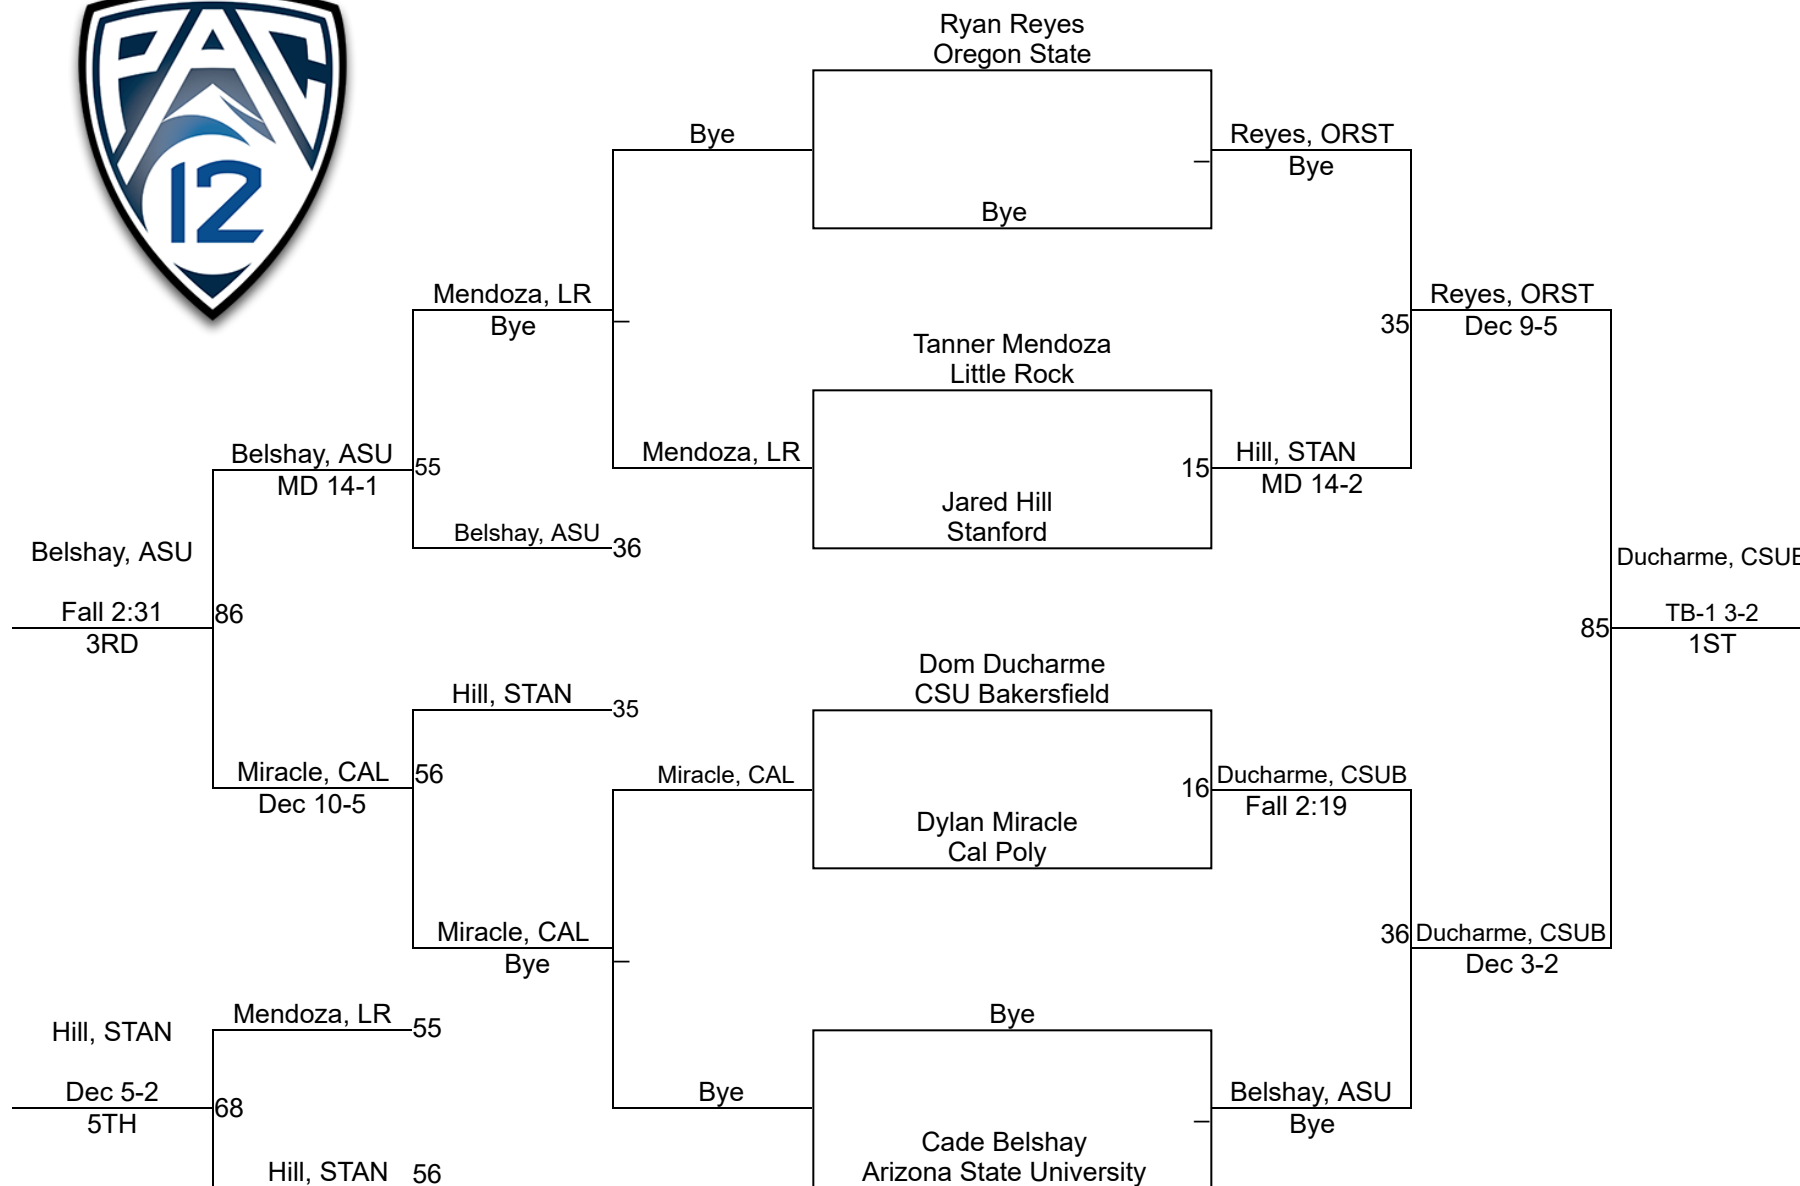 PAC
12
Ryan Reyes
Oregon State
Bye
Reyes, ORST
Bye
Bye
Mendoza, LR
Bye
Reyes, ORST
35
Dec 9-5
Tanner Mendoza
Little Rock
Belshay, ASU
55
MD 14-1
Mendoza, LR
15
Hill, STAN
MD 14-2
Jared Hill
Stanford
Belshay, ASU
36
Belshay, ASU
Ducharme, CSUB
Fall 2:31
86
3RD
85
TB-1 3-2
1ST
Dom Ducharme
CSU Bakersfield
Hill, STAN
35
Miracle, CAL
56
Dec 10-5
Miracle, CAL
16
Ducharme, CSUB
Fall 2:19
Dylan Miracle
Cal Poly
Miracle, CAL
Bye
36
Ducharme, CSUB
Dec 3-2
Hill, STAN
Mendoza, LR
55
Bye
Dec 5-2
68
5TH
Bye
Belshay, ASU
Bye
Cade Belshay
Arizona State University
Hill, STAN
56